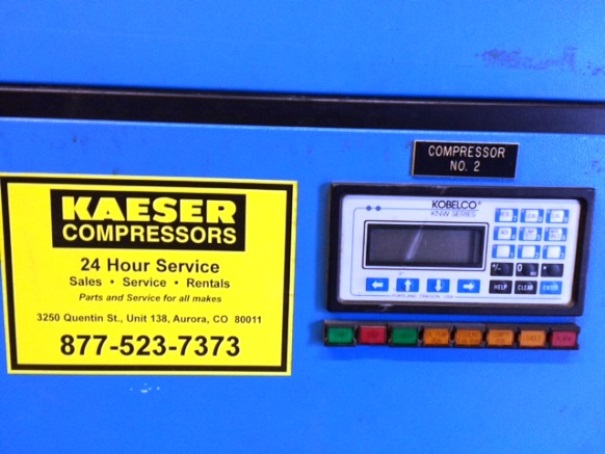 COMPRESSOR
NO. 2
KAESER
COMPRESSORS
24 Hour Service
Sales • Service • Rentals
Parts and Service for all makes
3250 Quentin St., Unit 138, Aurora, CO 80011
877-523-7373
KOBELCO
KNW SERIES
+/- 0 .
HELP CLEAR ENTER